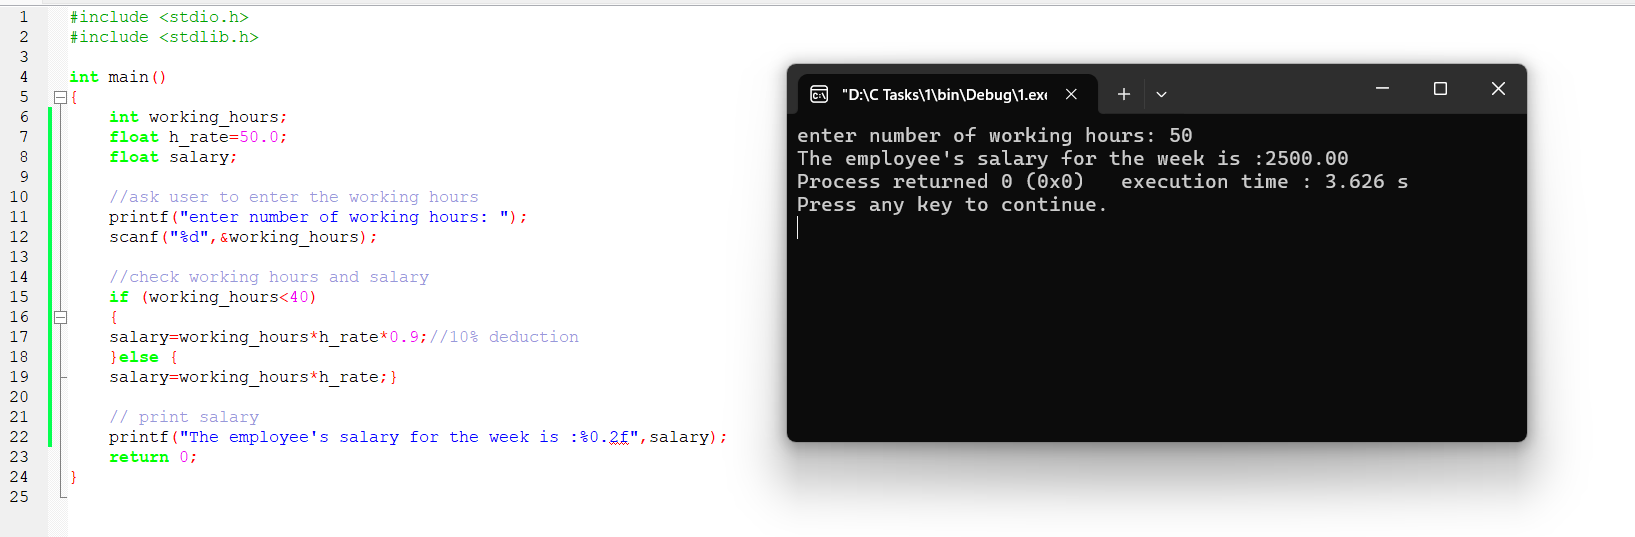 1 #include <stdio.h>
2 #include <stdlib.h>
3
4 int main()
5 {
6 int working_hours;
7 float h_rate=50.0;
8 float salary;
9
10 //ask user to enter the working hours
11 printf("enter number of working hours: ");
12 scanf("%d",&working_hours);
13
14 //check working hours and salary
15 if (working_hours<40)
16 {
17 salary=working_hours*h_rate*0.9;//10% deduction
18 }else {
19 salary=working_hours*h_rate;}
20
21 // print salary
22 printf("The employee's salary for the week is :%0.2f",salary);
23 return 0;
24 }
25
"D:\C Tasks\1\bin\Debug\1.exe
enter number of working hours: 50
The employee's salary for the week is :2500.00
Process returned 0 (0x0)   execution time : 3.626 s
Press any key to continue.